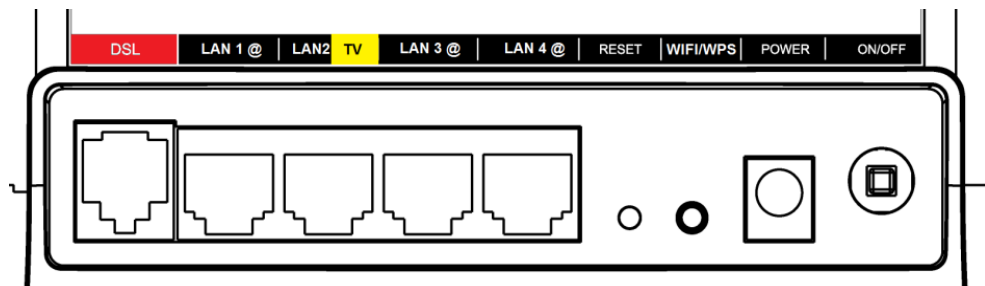 DSL LAN 1 @ LAN2 TV LAN 3 @ LAN 4 @ RESET WIFI/WPS POWER ON/OFF